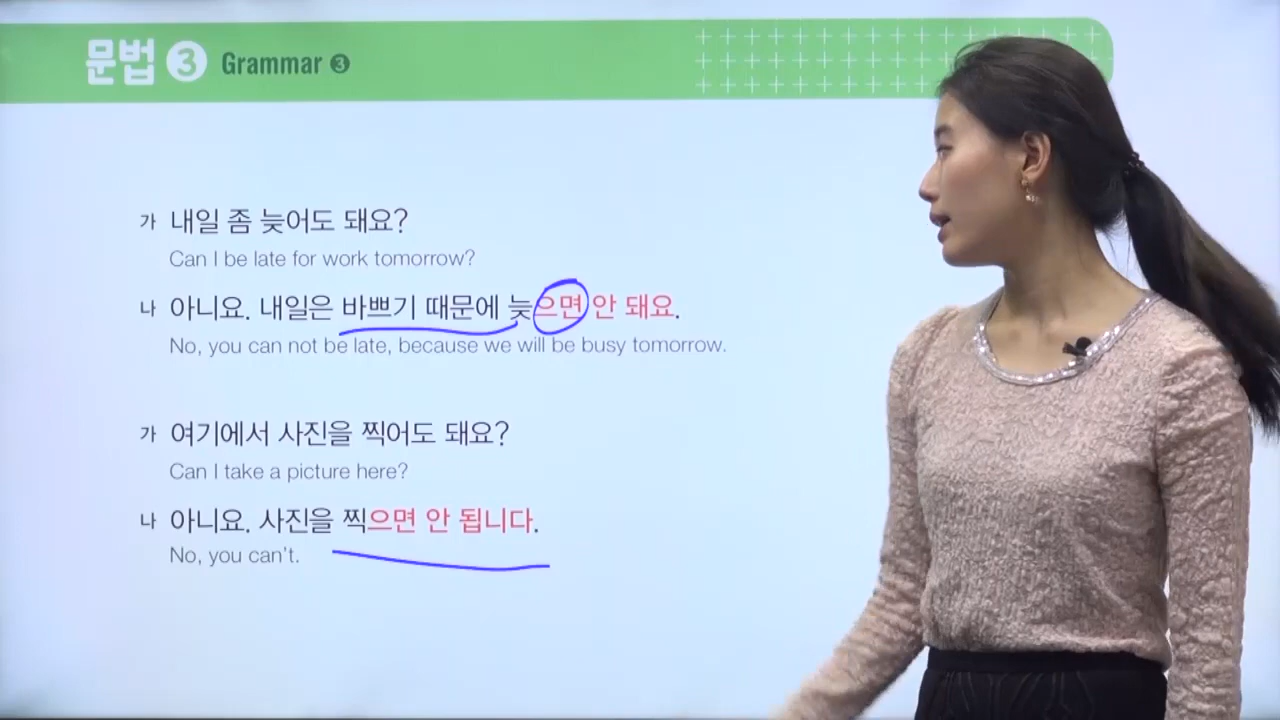 문법 3 Grammar 3
가 내일 좀 늦어도 돼요?
Can I be late for work tomorrow?
나 아니요. 내일은 바쁘기 때문에 늦으면 안 돼요.
No, you can not be late, because we will be busy tomorrow.
가 여기에서 사진을 찍어도 돼요?
Can I take a picture here?
나 아니요. 사진을 찍으면 안 됩니다.
No, you can't.